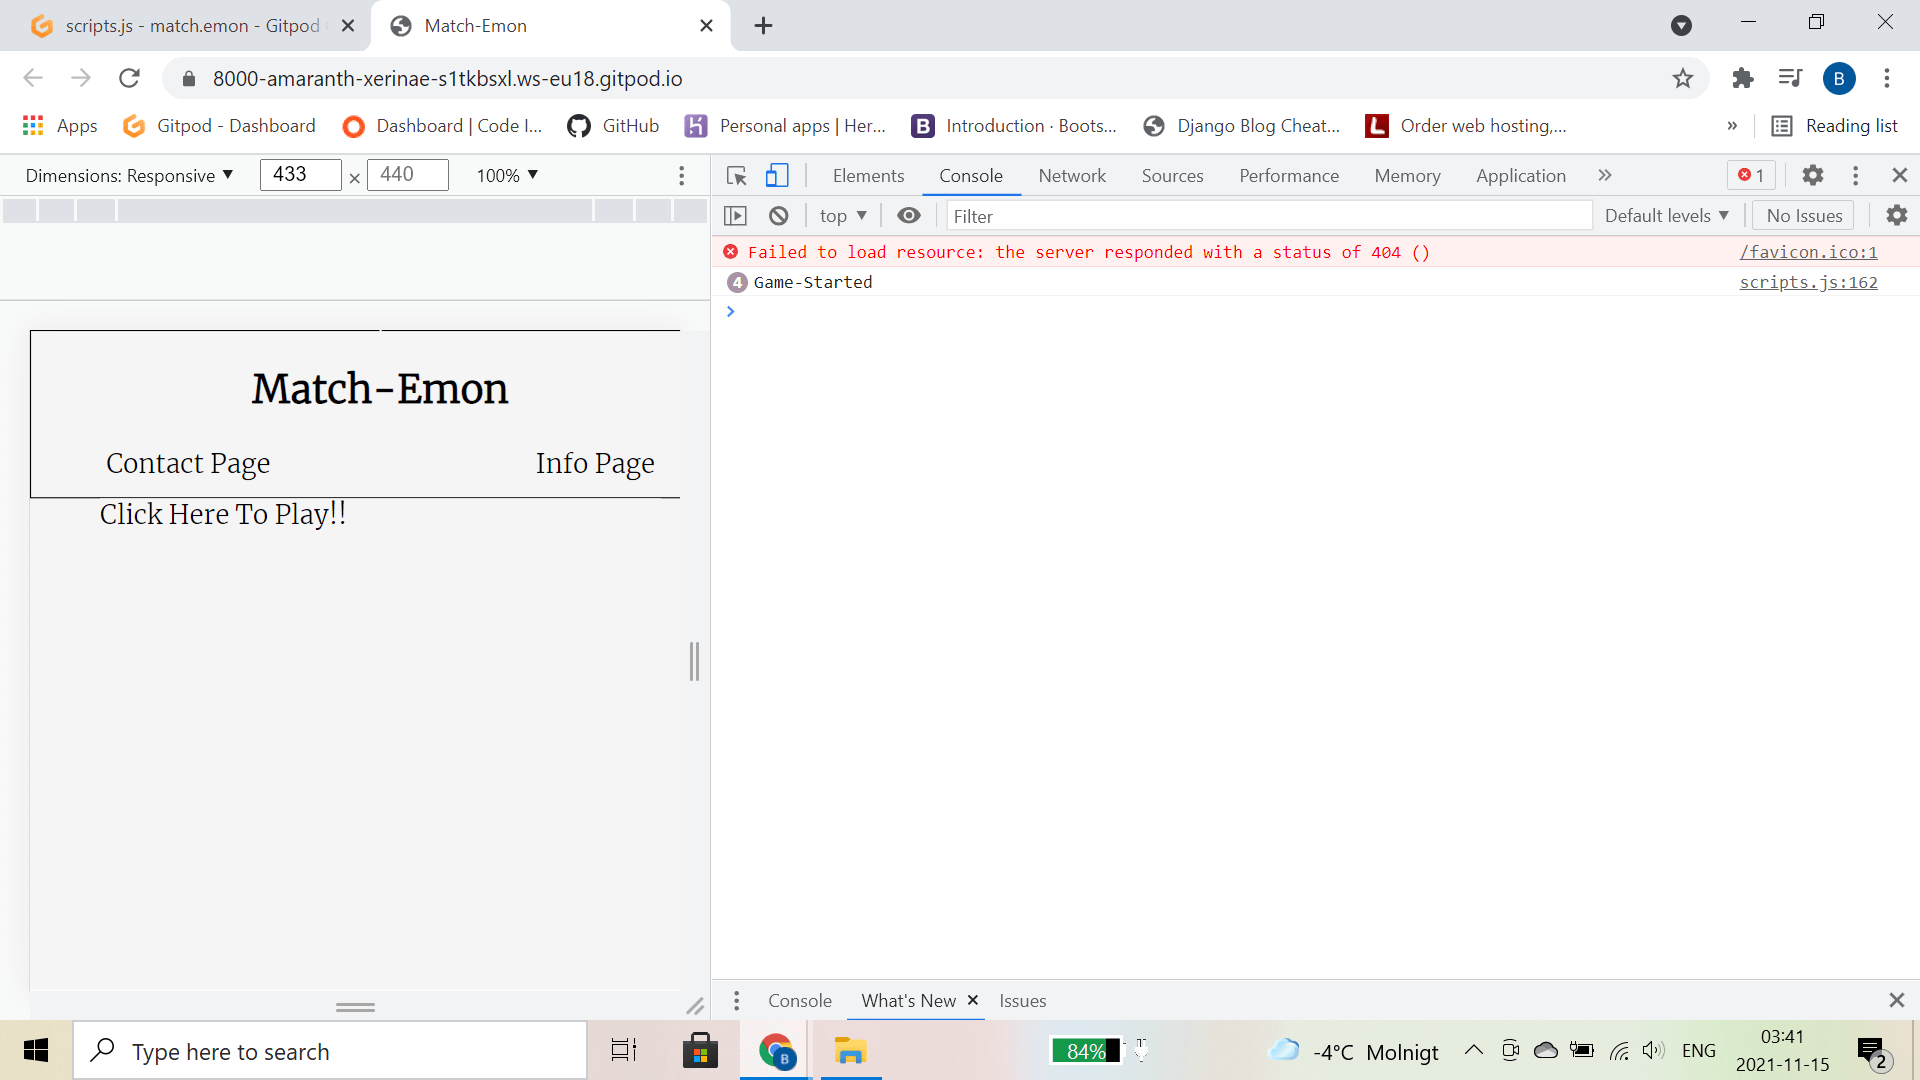 scripts.js - match.emon - Gitpod
Match-Emon
8000-amaranth-xerinae-s1tkbsxl.ws-eu18.gitpod.io
B
Apps
Gitpod - Dashboard
Dashboard | Code I...
GitHub
Personal apps | Her...
B
Introduction · Boots...
Django Blog Cheat...
L
Order web hosting,...
»
Reading list
Dimensions: Responsive
433
×
440
100%
Elements
Console
Network
Sources
Performance
Memory
Application
»
1
top
Filter
Default levels
No Issues
Failed to load resource: the server responded with a status of 404 ()
/favicon.ico:1
4
Game-Started
scripts.js:162
Match-Emon
Contact Page
Info Page
Click Here To Play!!
Console
What's New
Issues
Type here to search
B
84%
-4°C Molnigt
ENG
03:41
2021-11-15
2